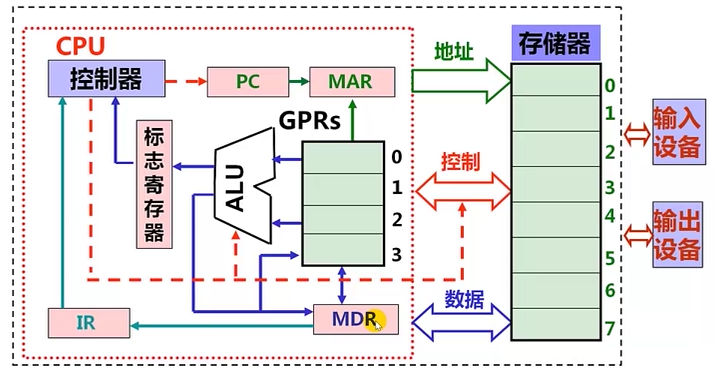 CPU
控制器
PC
MAR
地址
存储器
GPRs
标志寄存器
ALU
0
1
2
3
控制
数据
IR
MDR
0
1
2
3
4
5
6
7
输入
设备
输出
设备